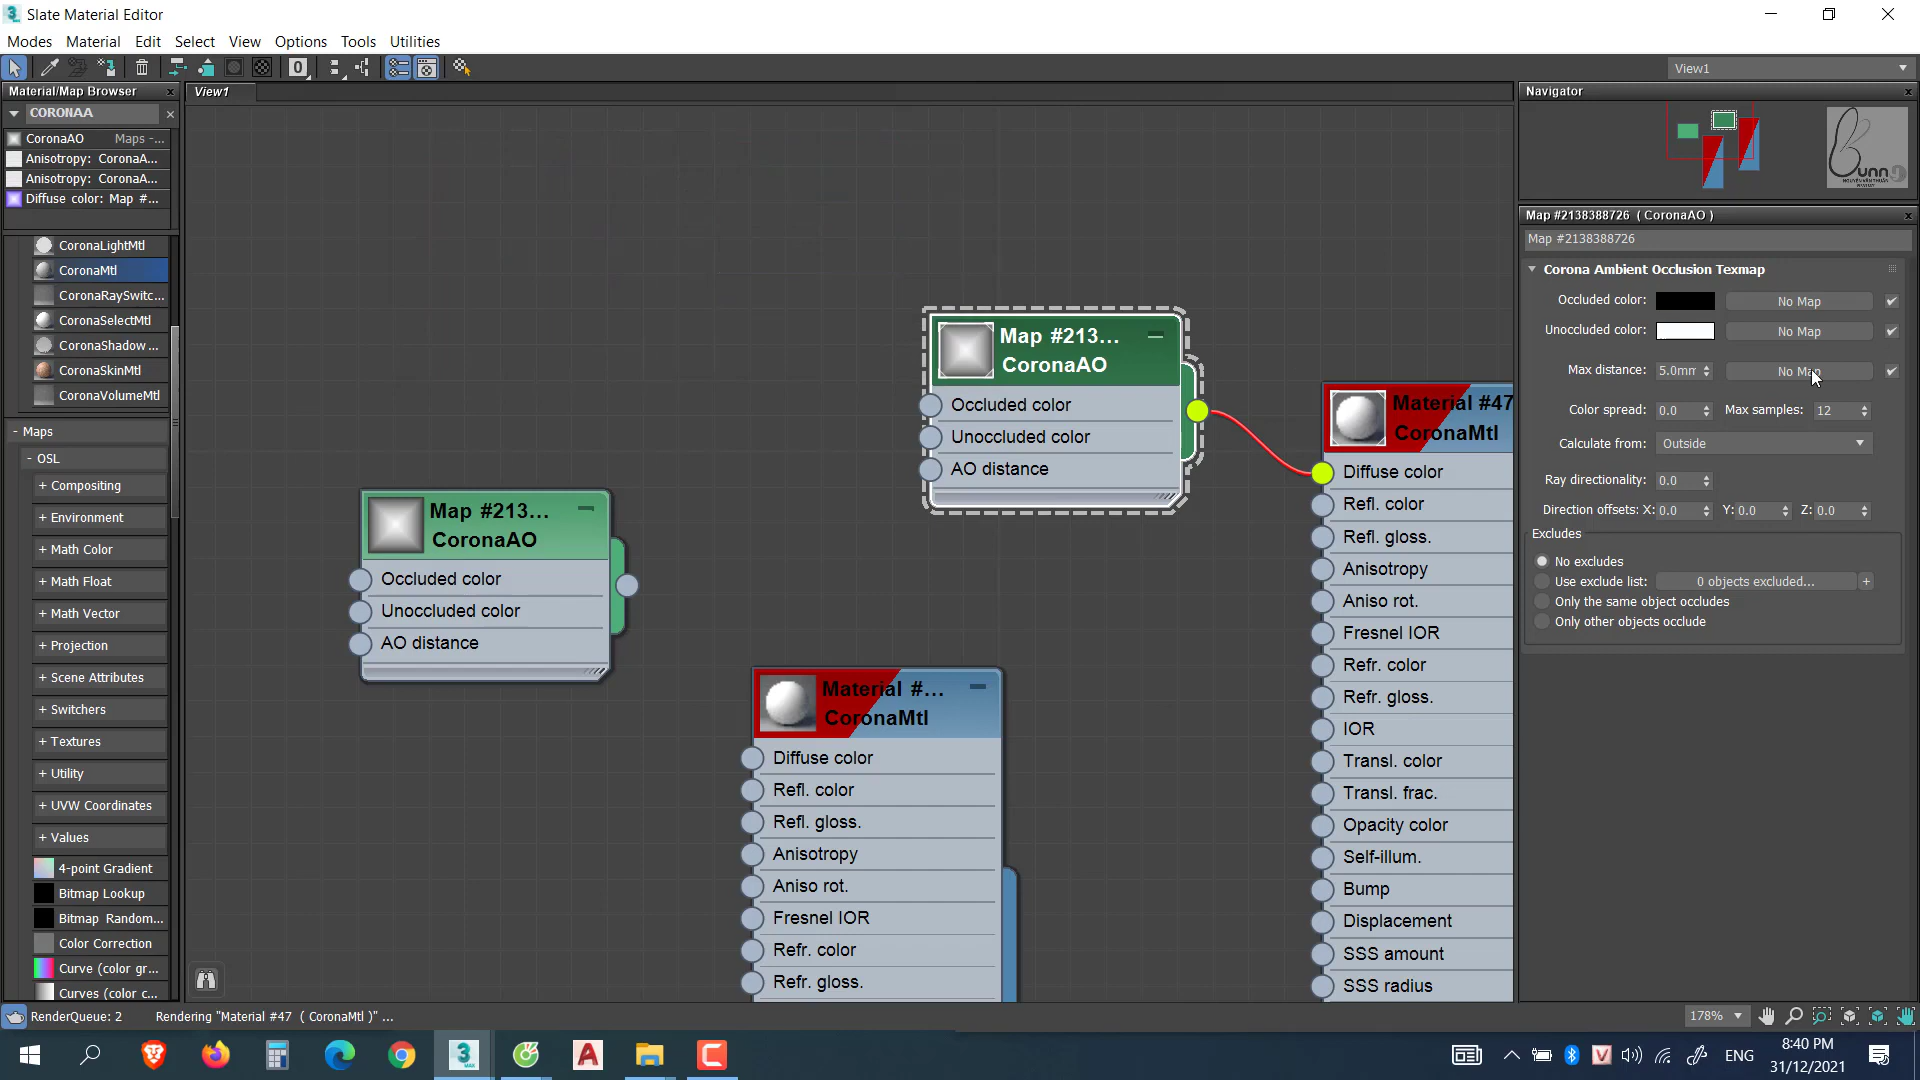 Slate Material Editor
Modes Material Edit Select View Options Tools Utilities
0
View1
Material/Map Browser
CORONAA
CoronaAO Maps -...
Anisotropy: CoronaA...
Anisotropy: CoronaA...
Diffuse color: Map #...
CoronaLightMtl
CoronaMtl
CoronaRaySwitc...
CoronaSelectMtl
CoronaShadow ...
CoronaSkinMtl
CoronaVolumeMtl
- Maps
- OSL
+ Compositing
+ Environment
+ Math Color
+ Math Float
+ Math Vector
+ Projection
+ Scene Attributes
+ Switchers
+ Textures
+ Utility
+ UVW Coordinates
+ Values
4-point Gradient
Bitmap Lookup
Bitmap Random...
Color Correction
Curve (color gr...
Curves (color c...
View1
Map #213...
CoronaAO
Occluded color
Unoccluded color
AO distance
Map #213...
CoronaAO
Occluded color
Unoccluded color
AO distance
Material #...
CoronaMtl
Diffuse color
Refl. color
Refl. gloss.
Anisotropy
Aniso rot.
Fresnel IOR
Refr. color
Refr. gloss.
Material #47
CoronaMtl
Diffuse color
Refl. color
Refl. gloss.
Anisotropy
Aniso rot.
Fresnel IOR
Refr. color
Refr. gloss.
IOR
Transl. color
Transl. frac.
Opacity color
Self-illum.
Bump
Displacement
SSS amount
SSS radius
Navigator
Map #2138388726 ( CoronaAO )
Map #2138388726
Corona Ambient Occlusion Texmap
Occluded color: No Map
Unoccluded color: No Map
Max distance: 5.0mm No Map
Color spread: 0.0 Max samples: 12
Calculate from: Outside
Ray directionality: 0.0
Direction offsets: X: 0.0 Y: 0.0 Z: 0.0
Excludes
No excludes
Use exclude list: 0 objects excluded... +
Only the same object occludes
Only other objects occlude
RenderQueue: 2 Rendering "Material #47 ( CoronaMtl )" ...
178%
ENG
8:40 PM
31/12/2021